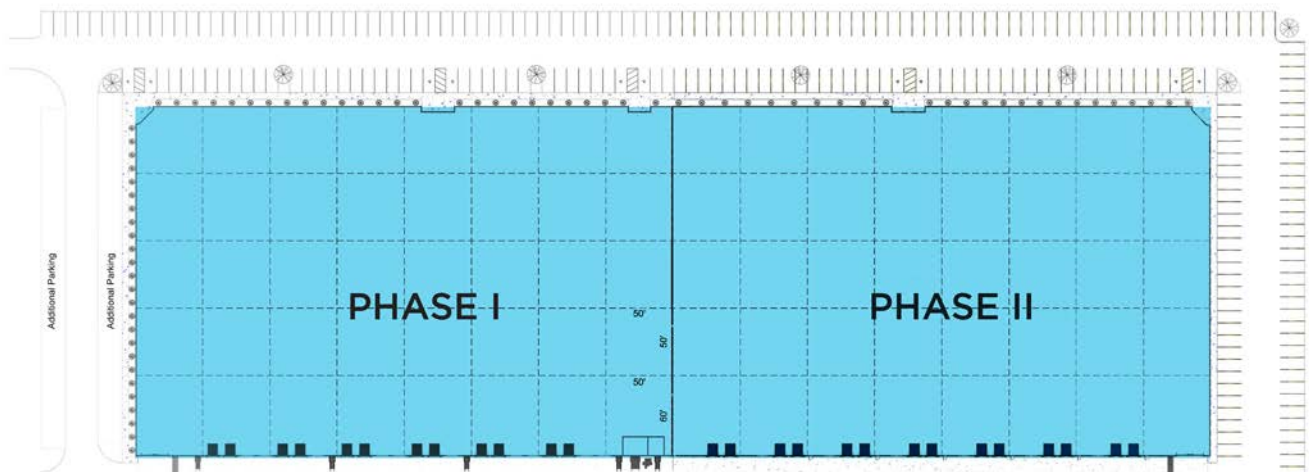 Additional Parking
Additional Parking
PHASE I
PHASE II
50'
50'
50'
60'